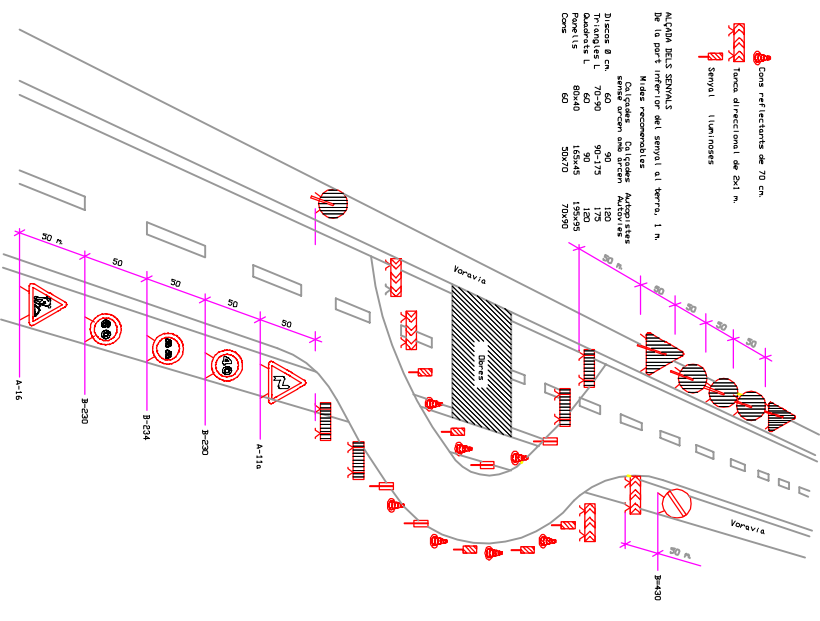 Cons reflectants de 70 cm.
Tanca direccional de 2x1 m.
Senyal lluminoses
ALÇADA DELS SENYALS
De la part inferior del senyal al terra, 1 m.
Mides recomenables
Calçades Calçades Autopistes
sense arcen amb arcen Autovies
Discos Ø cm. 60 90 120
Triangles L 70-90 90-175 175
Quadrats L 60 90 120
Panells 80x40 165x45 195x95
Cons 60 50x70 70x90
50 m.
50
50
50
50
Voravia
Obres
50 m.
50
50
50
50
60
40
A-16
B-230
B-234
B-230
A-11a
Voravia
50 m.
B-430